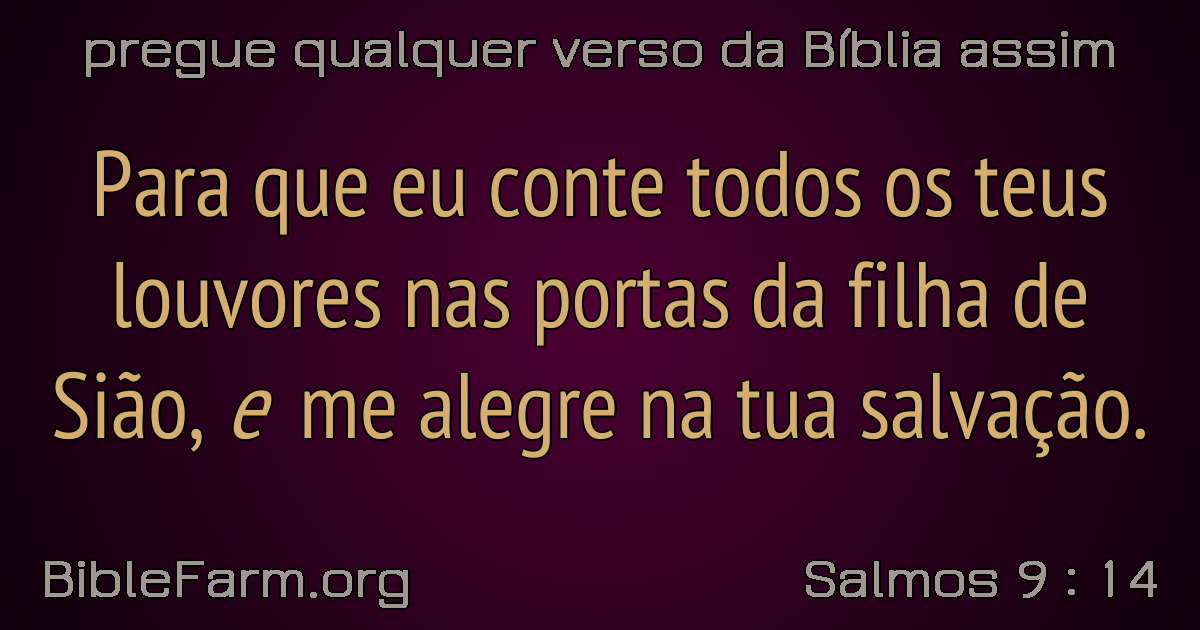 pregue qualquer verso da Bíblia assim
Para que eu conte todos os teus
louvores nas portas da filha de
Sião, e me alegre na tua salvação.
BibleFarm.org
Salmos 9 : 14